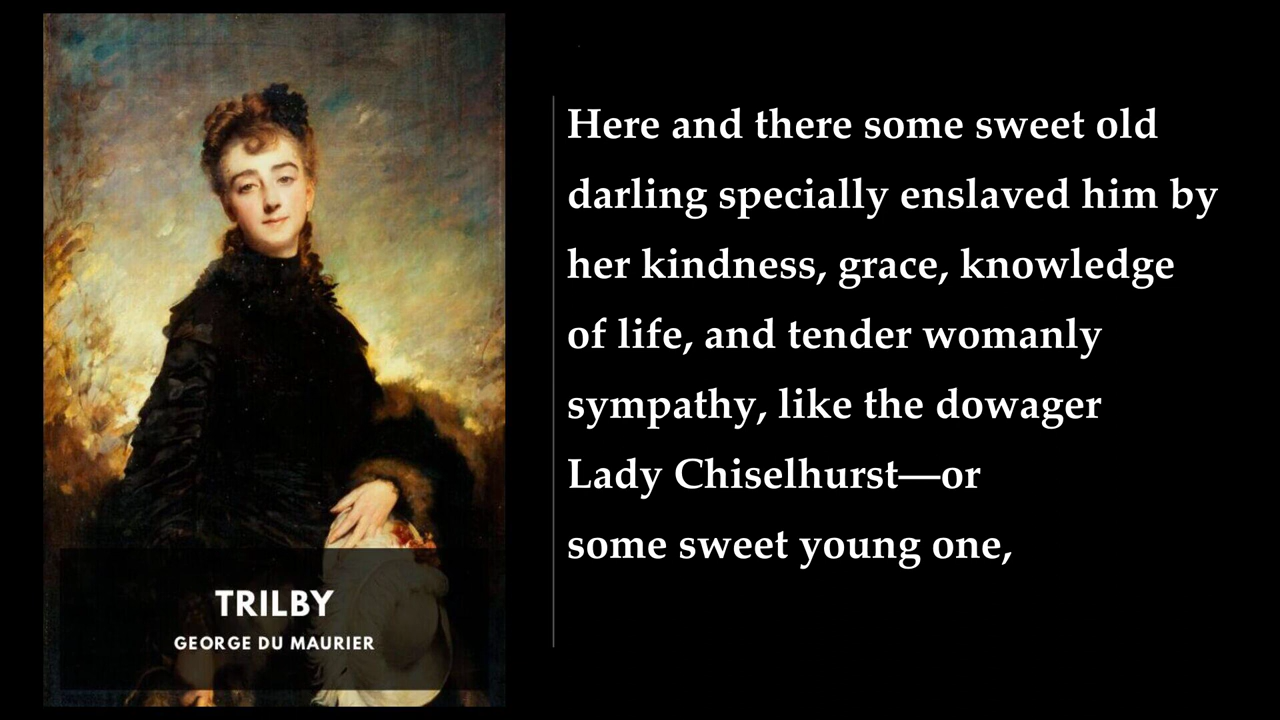 Here and there some sweet old
darling specially enslaved him by
her kindness, grace, knowledge
of life, and tender womanly
sympathy, like the dowager
Lady Chiselhurst—or
some sweet young one,
TRILBY
GEORGE DU MAURIER